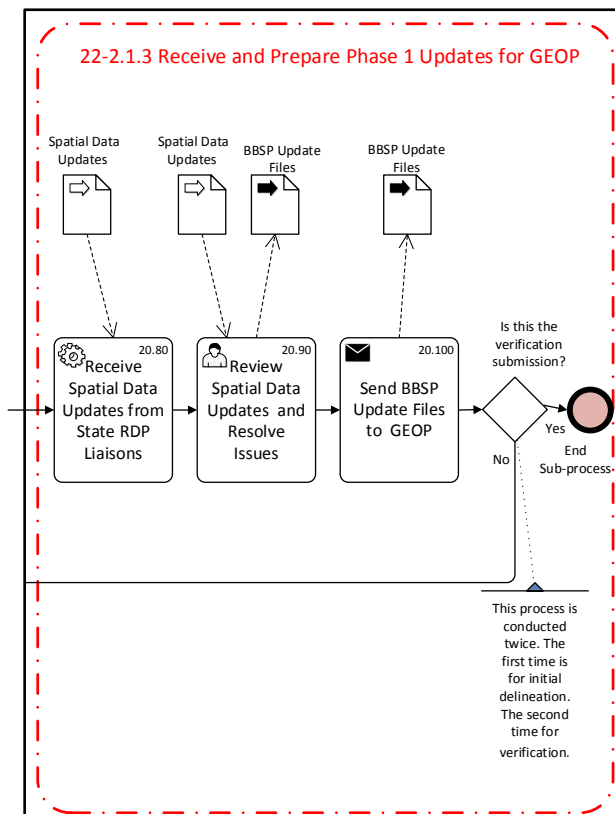 22-2.1.3 Receive and Prepare Phase 1 Updates for GEOP
Spatial Data
Updates
Spatial Data
Updates
BBSP Update
Files
BBSP Update
Files
20.80
Receive
Spatial Data
Updates from
State RDP
Liaisons
20.90
Review
Spatial Data
Updates and
Resolve
Issues
20.100
Send BBSP
Update Files
to GEOP
Is this the
verification
submission?
Yes
No
End
Sub-process
This process is
conducted
twice. The
first time is
for initial
delineation.
The second
time for
verification.